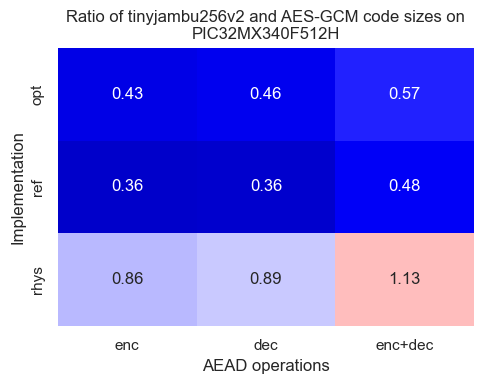 Ratio of tinyjambu256v2 and AES-GCM code sizes on
PIC32MX340F512H
Implementation
opt
0.43
0.46
0.57
ref
0.36
0.36
0.48
rhys
0.86
0.89
1.13
enc
dec
enc+dec
AEAD operations